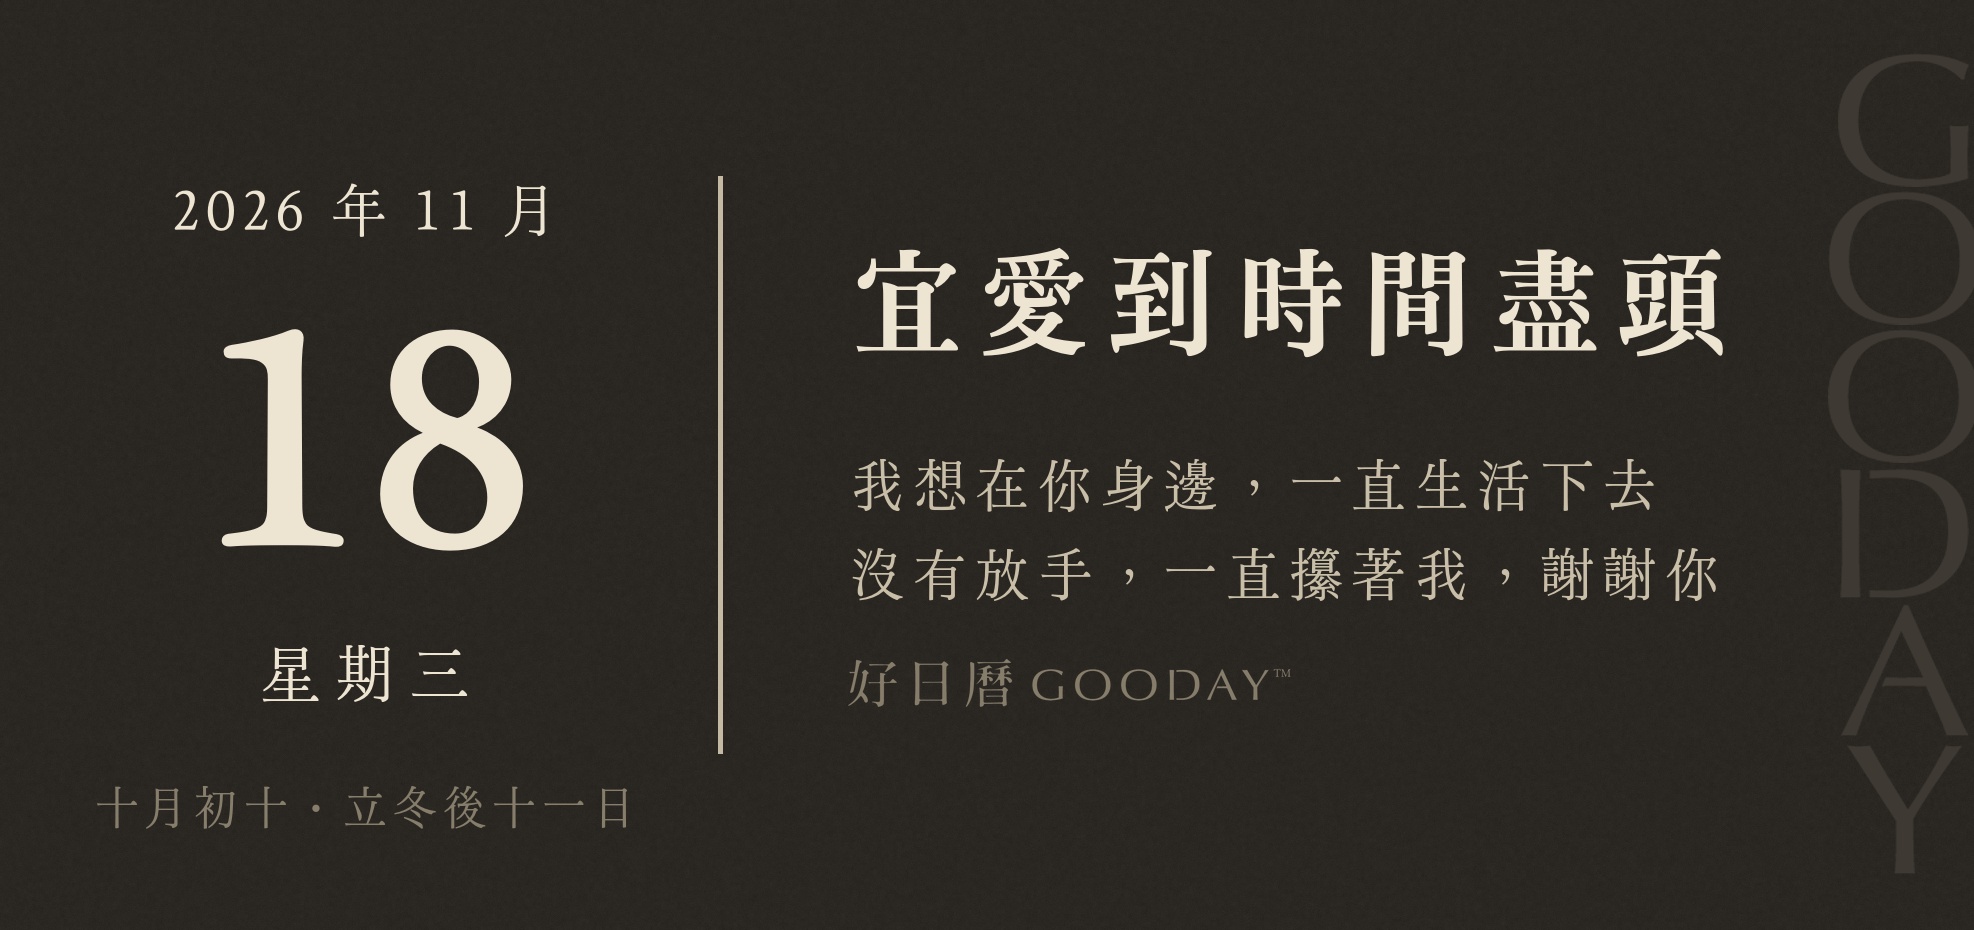 2026 年 11 月
18
星期三
十月初十·立冬後十一日
宜愛到時間盡頭
我想在你身邊，一直生活下去
沒有放手，一直攥著我，謝謝你
好日曆 GOODAY™
GOODAY